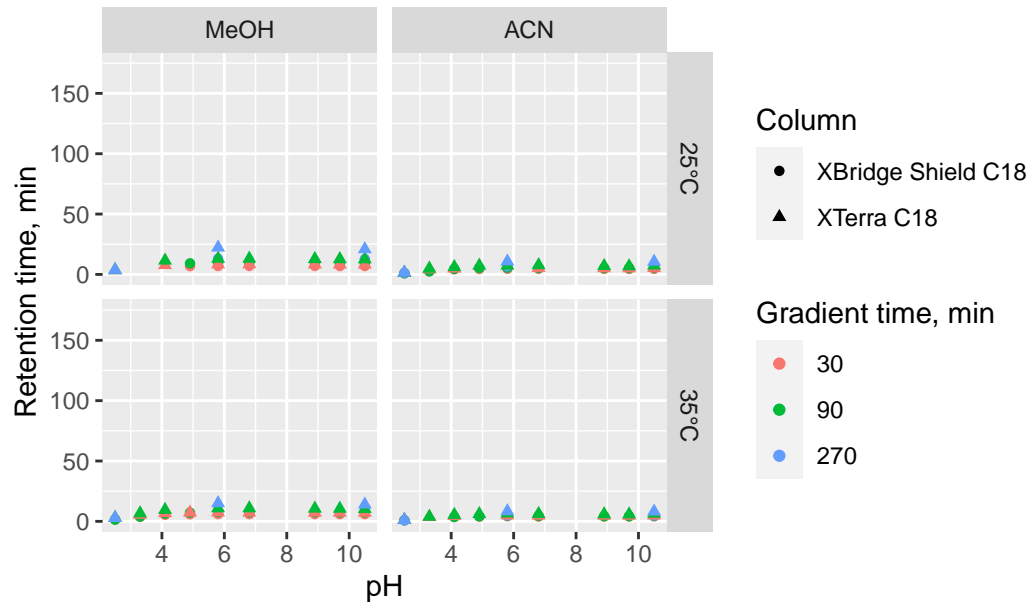 MeOH
ACN
150
100
50
0
25°C
150
100
50
0
35°C
4 6 8 10
4 6 8 10
Retention time, min
pH
Column
XBridge Shield C18
XTerra C18
Gradient time, min
30
90
270